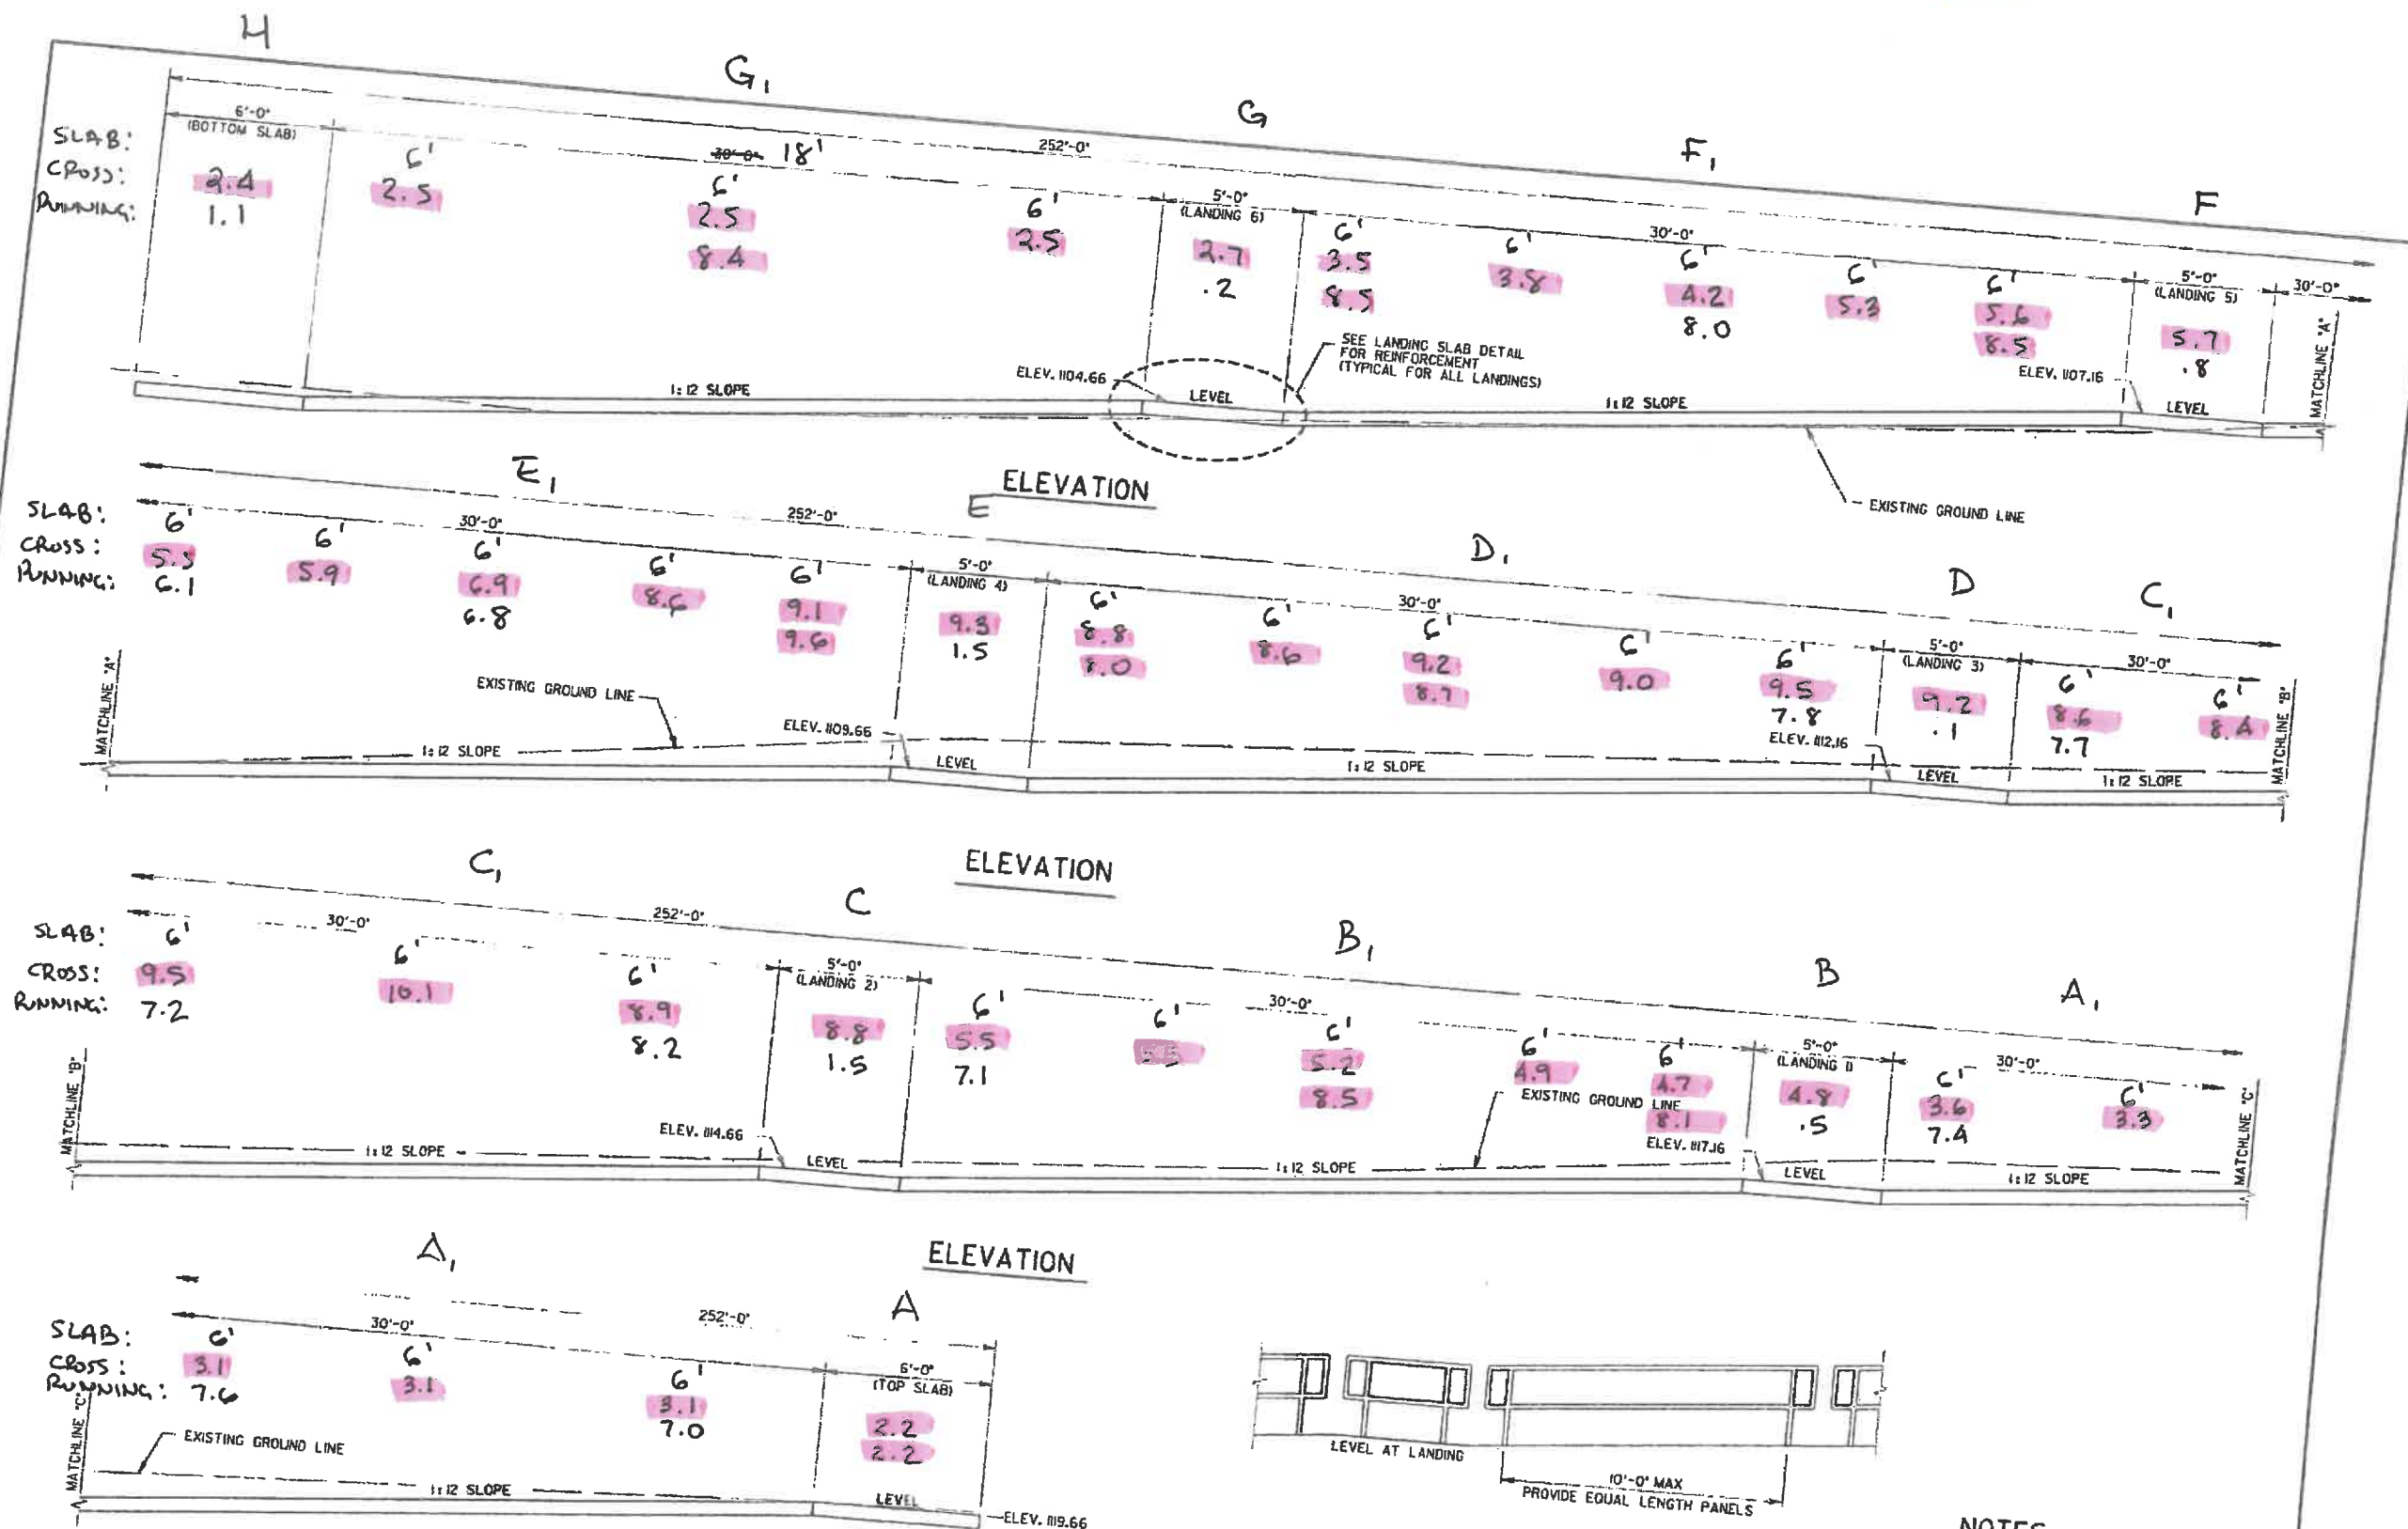 H G₁ G F₁ F
6'-0" (BOTTOM SLAB)
30'-0" 18'
252'-0"
5'-0" (LANDING 6)
30'-0"
5'-0" (LANDING 5)
30'-0"
SLAB: 6' 6' 6' 6' 6' 6' 6' 6'
CROSS: 2.4 2.5 2.5 2.5 2.7 3.5 3.8 4.2 5.3 5.6 5.7
RUNNING: 1.1 8.4 .2 8.5 8.0 8.5 .8
SEE LANDING SLAB DETAIL
FOR REINFORCEMENT
(TYPICAL FOR ALL LANDINGS)
ELEV. 1104.66
ELEV. 1107.16
MATCHLINE "A"
1:12 SLOPE LEVEL 1:12 SLOPE LEVEL
EXISTING GROUND LINE
ELEVATION
E₁ E D₁ D C₁
252'-0"
30'-0" 5'-0" (LANDING 4) 30'-0" 5'-0" (LANDING 3) 30'-0"
SLAB: 6' 6' 6' 6' 6' 6' 6' 6' 6' 6' 6' 6'
CROSS: 5.5 5.9 6.9 8.6 9.1 9.3 8.8 8.6 9.2 9.0 9.5 9.2 8.6 8.4
RUNNING: 6.1 6.8 9.6 1.5 8.0 8.7 7.8 .1 7.7
MATCHLINE "A"
EXISTING GROUND LINE
ELEV. 1109.66
ELEV. 1112.16
MATCHLINE "B"
1:12 SLOPE LEVEL 1:12 SLOPE LEVEL 1:12 SLOPE
ELEVATION
C₁ C B₁ B A₁
252'-0"
30'-0" 5'-0" (LANDING 2) 30'-0" 5'-0" (LANDING 1) 30'-0"
SLAB: 6' 6' 6' 6' 6' 6' 6' 6' 6' 6'
CROSS: 9.5 10.1 8.9 8.8 5.5 5.5 5.2 4.9 4.7 4.8 3.6 3.3
RUNNING: 7.2 8.2 1.5 7.1 8.5 8.1 .5 7.4
MATCHLINE "B"
EXISTING GROUND LINE
ELEV. 1114.66
ELEV. 1117.16
MATCHLINE "C"
1:12 SLOPE LEVEL 1:12 SLOPE LEVEL 1:12 SLOPE
ELEVATION
A₁ A
252'-0"
30'-0" 6'-0" (TOP SLAB)
SLAB: 6' 6' 6'
CROSS: 3.1 3.1 3.1 2.2
RUNNING: 7.6 7.0 2.2
MATCHLINE "C"
EXISTING GROUND LINE
1:12 SLOPE LEVEL
ELEV. 1119.66
LEVEL AT LANDING
10'-0" MAX
PROVIDE EQUAL LENGTH PANELS
NOTES